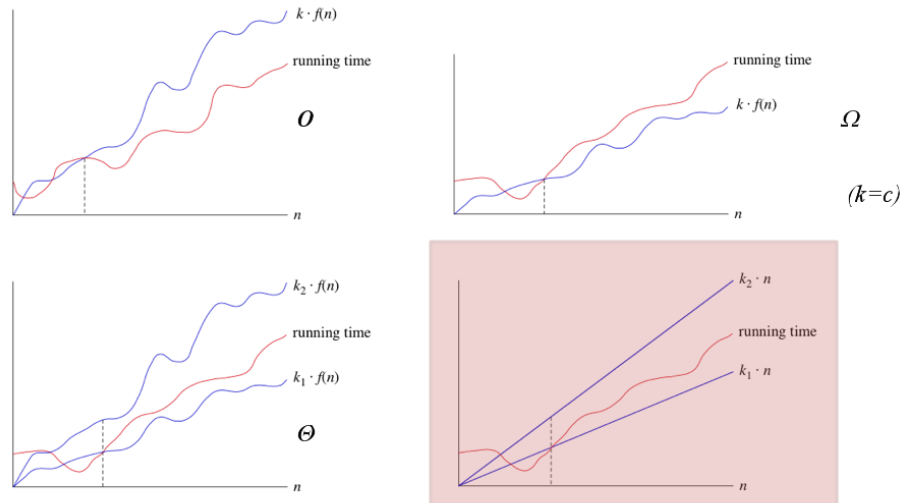 k · f(n)
running time
O
n
running time
k · f(n)
Ω
(k=c)
n
k₂ · f(n)
running time
k₁ · f(n)
Θ
n
k₂ · n
running time
k₁ · n
n